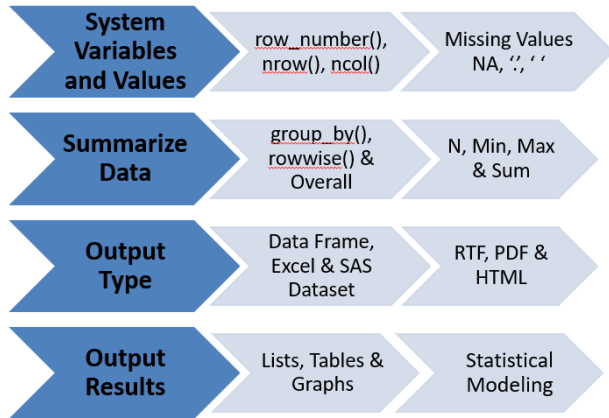 System
Variables
and Values
row_number(),
nrow(), ncol()
Missing Values
NA, ‘.’, ‘ ‘
Summarize
Data
group_by(),
rowwise() &
Overall
N, Min, Max
& Sum
Output
Type
Data Frame,
Excel & SAS
Dataset
RTF, PDF &
HTML
Output
Results
Lists, Tables &
Graphs
Statistical
Modeling